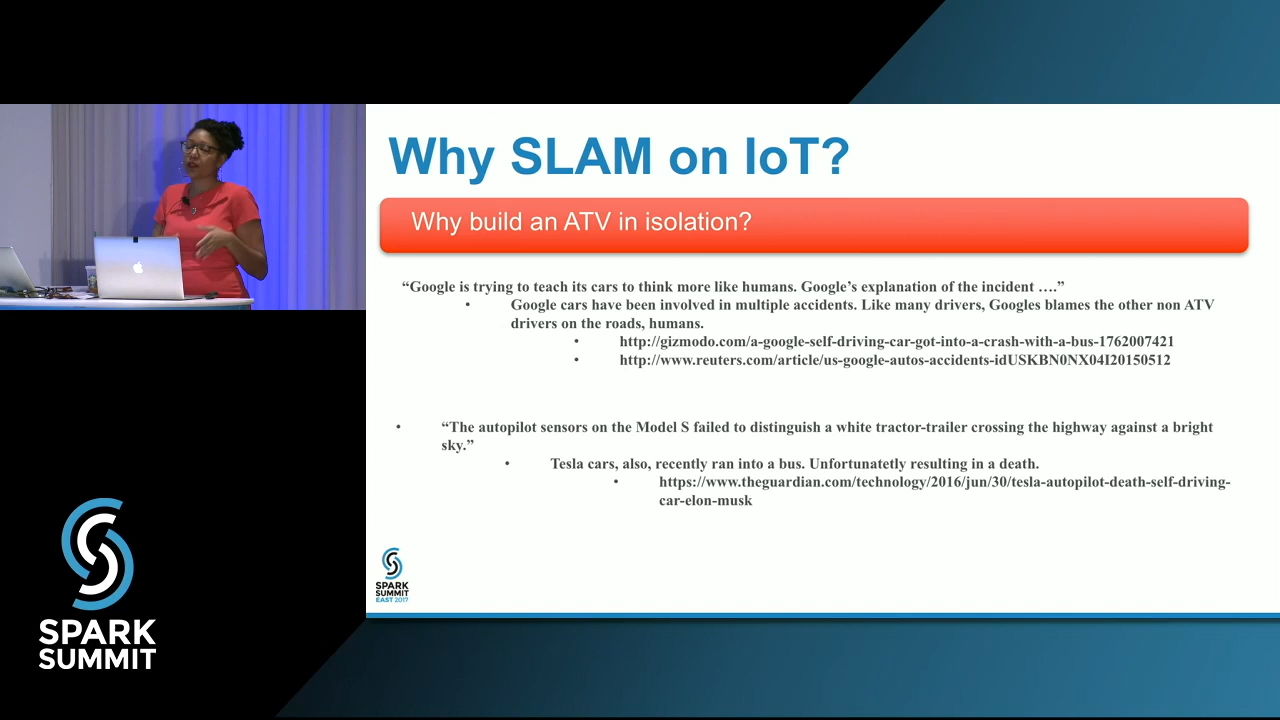 Why SLAM on IoT?
Why build an ATV in isolation?
“Google is trying to teach its cars to think more like humans. Google’s explanation of the incident ….”
• Google cars have been involved in multiple accidents. Like many drivers, Googles blames the other non ATV
drivers on the roads, humans.
• http://gizmodo.com/a-google-self-driving-car-got-into-a-crash-with-a-bus-1762007421
• http://www.reuters.com/article/us-google-autos-accidents-idUSKBN0NX04I20150512
• “The autopilot sensors on the Model S failed to distinguish a white tractor-trailer crossing the highway against a bright
sky.”
• Tesla cars, also, recently ran into a bus. Unfortunatetly resulting in a death.
• https://www.theguardian.com/technology/2016/jun/30/tesla-autopilot-death-self-driving-
car-elon-musk
SPARK
SUMMIT
EAST 2017
SPARK
SUMMIT